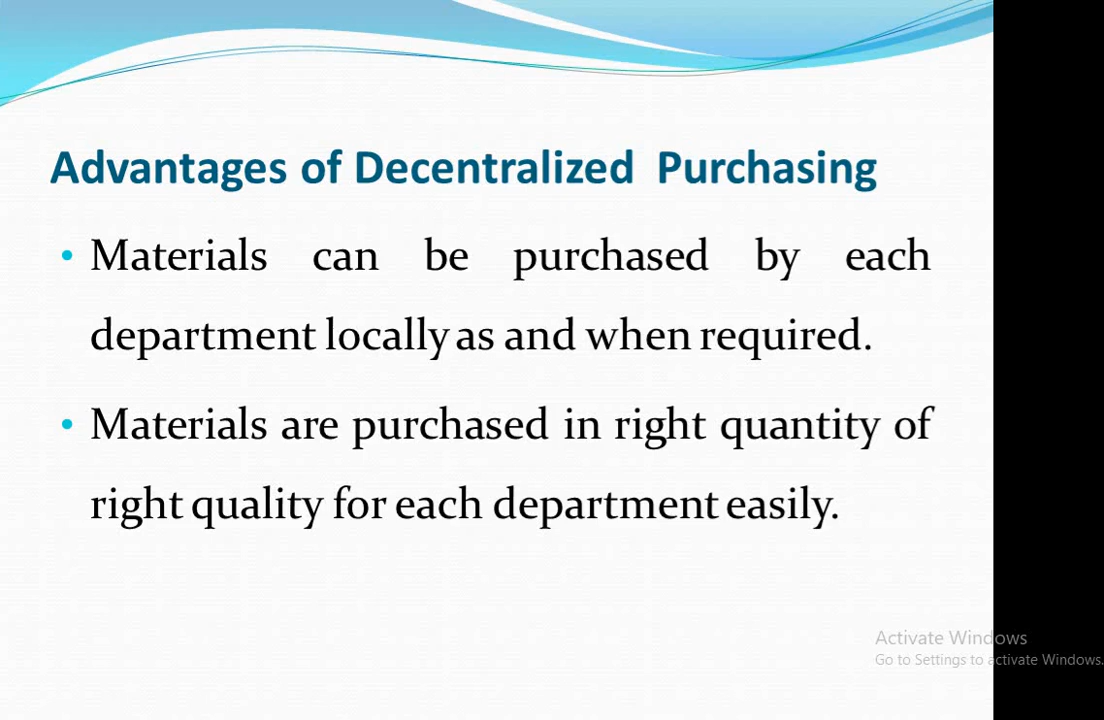 Advantages of Decentralized Purchasing
• Materials can be purchased by each
department locally as and when required.
• Materials are purchased in right quantity of
right quality for each department easily.
Activate Windows
Go to Settings to activate Windows.